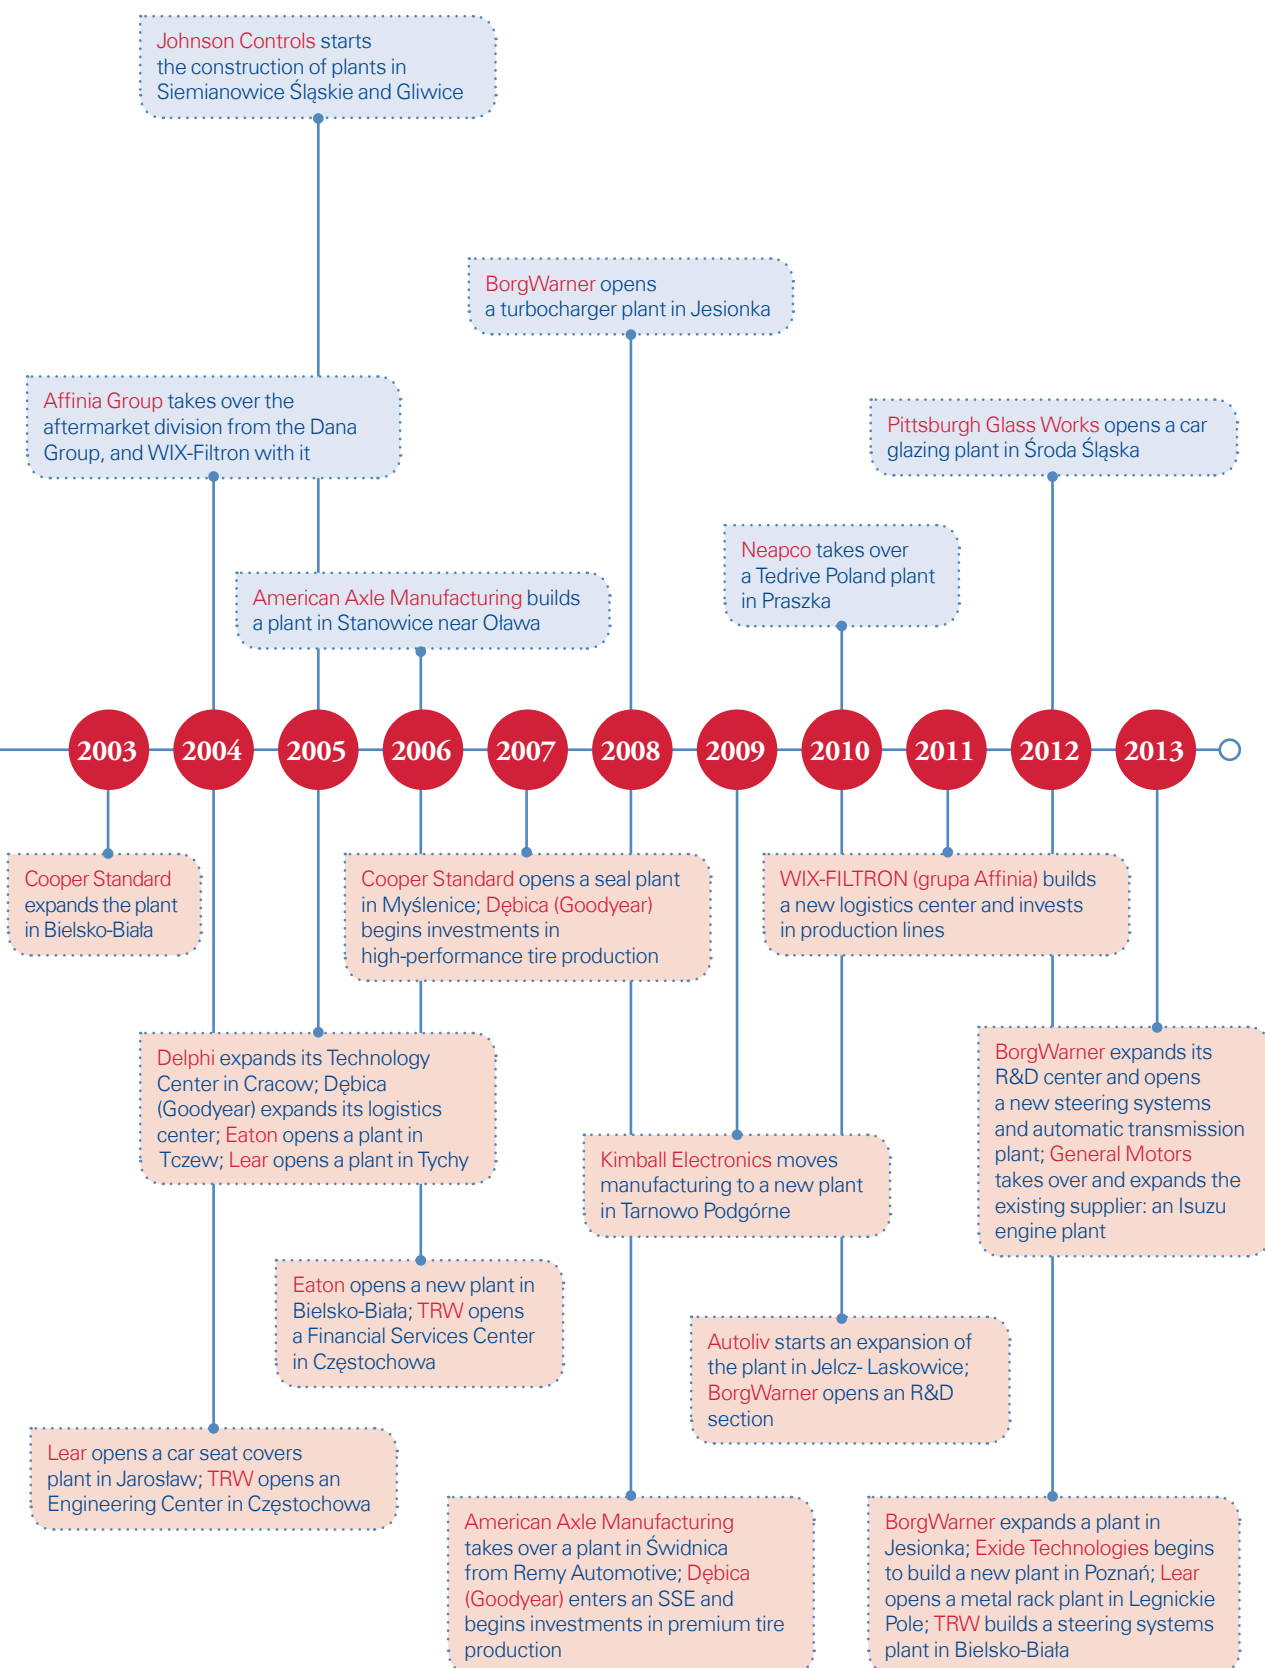 Johnson Controls starts
the construction of plants in
Siemianowice Śląskie and Gliwice
BorgWarner opens
a turbocharger plant in Jesionka
Affinia Group takes over the
aftermarket division from the Dana
Group, and WIX-Filtron with it
Pittsburgh Glass Works opens a car
glazing plant in Środa Śląska
Neapco takes over
a Tedrive Poland plant
in Praszka
American Axle Manufacturing builds
a plant in Stanowice near Oława
2003 2004 2005 2006 2007 2008 2009 2010 2011 2012 2013
Cooper Standard
expands the plant
in Bielsko-Biała
Cooper Standard opens a seal plant
in Myślenice; Dębica (Goodyear)
begins investments in
high-performance tire production
WIX-FILTRON (grupa Affinia) builds
a new logistics center and invests
in production lines
Delphi expands its Technology
Center in Cracow; Dębica
(Goodyear) expands its logistics
center; Eaton opens a plant in
Tczew; Lear opens a plant in Tychy
BorgWarner expands its
R&D center and opens
a new steering systems
and automatic transmission
plant; General Motors
takes over and expands the
existing supplier: an Isuzu
engine plant
Kimball Electronics moves
manufacturing to a new plant
in Tarnowo Podgórne
Eaton opens a new plant in
Bielsko-Biała; TRW opens
a Financial Services Center
in Częstochowa
Autoliv starts an expansion of
the plant in Jelcz- Laskowice;
BorgWarner opens an R&D
section
Lear opens a car seat covers
plant in Jarosław; TRW opens an
Engineering Center in Częstochowa
American Axle Manufacturing
takes over a plant in Świdnica
from Remy Automotive; Dębica
(Goodyear) enters an SSE and
begins investments in premium tire
production
BorgWarner expands a plant in
Jesionka; Exide Technologies begins
to build a new plant in Poznań; Lear
opens a metal rack plant in Legnickie
Pole; TRW builds a steering systems
plant in Bielsko-Biała